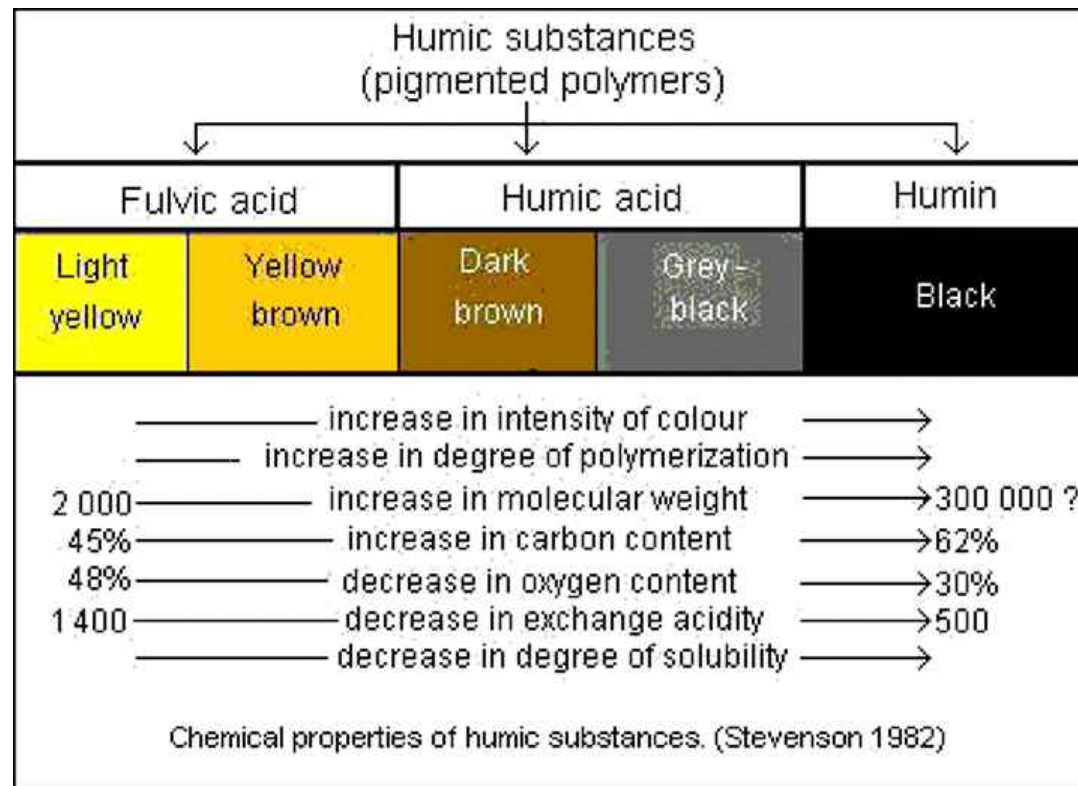 Humic substances
(pigmented polymers)
Fulvic acid Humic acid Humin
Light yellow Yellow brown Dark brown Grey-black Black
increase in intensity of colour
increase in degree of polymerization
2 000 increase in molecular weight 300 000 ?
45% increase in carbon content 62%
48% decrease in oxygen content 30%
1 400 decrease in exchange acidity 500
decrease in degree of solubility
Chemical properties of humic substances. (Stevenson 1982)